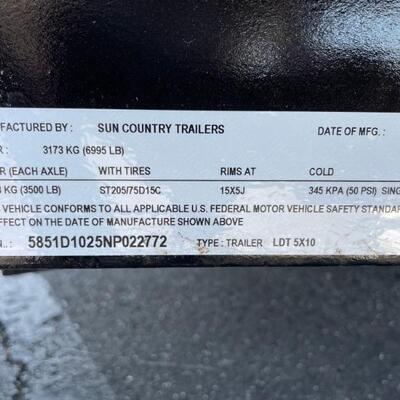 FACTURED BY : SUN COUNTRY TRAILERS DATE OF MFG. :
R : 3173 KG (6995 LB)
R (EACH AXLE) WITH TIRES RIMS AT COLD
KG (3500 LB) ST205/75D15C 15X5J 345 KPA (50 PSI) SING
VEHICLE CONFORMS TO ALL APPLICABLE U.S. FEDERAL MOTOR VEHICLE SAFETY STANDA
EFFECT ON THE DATE OF MANUFACTURE SHOWN ABOVE
N.: 5851D1025NP022772 TYPE : TRAILER LDT 5X10